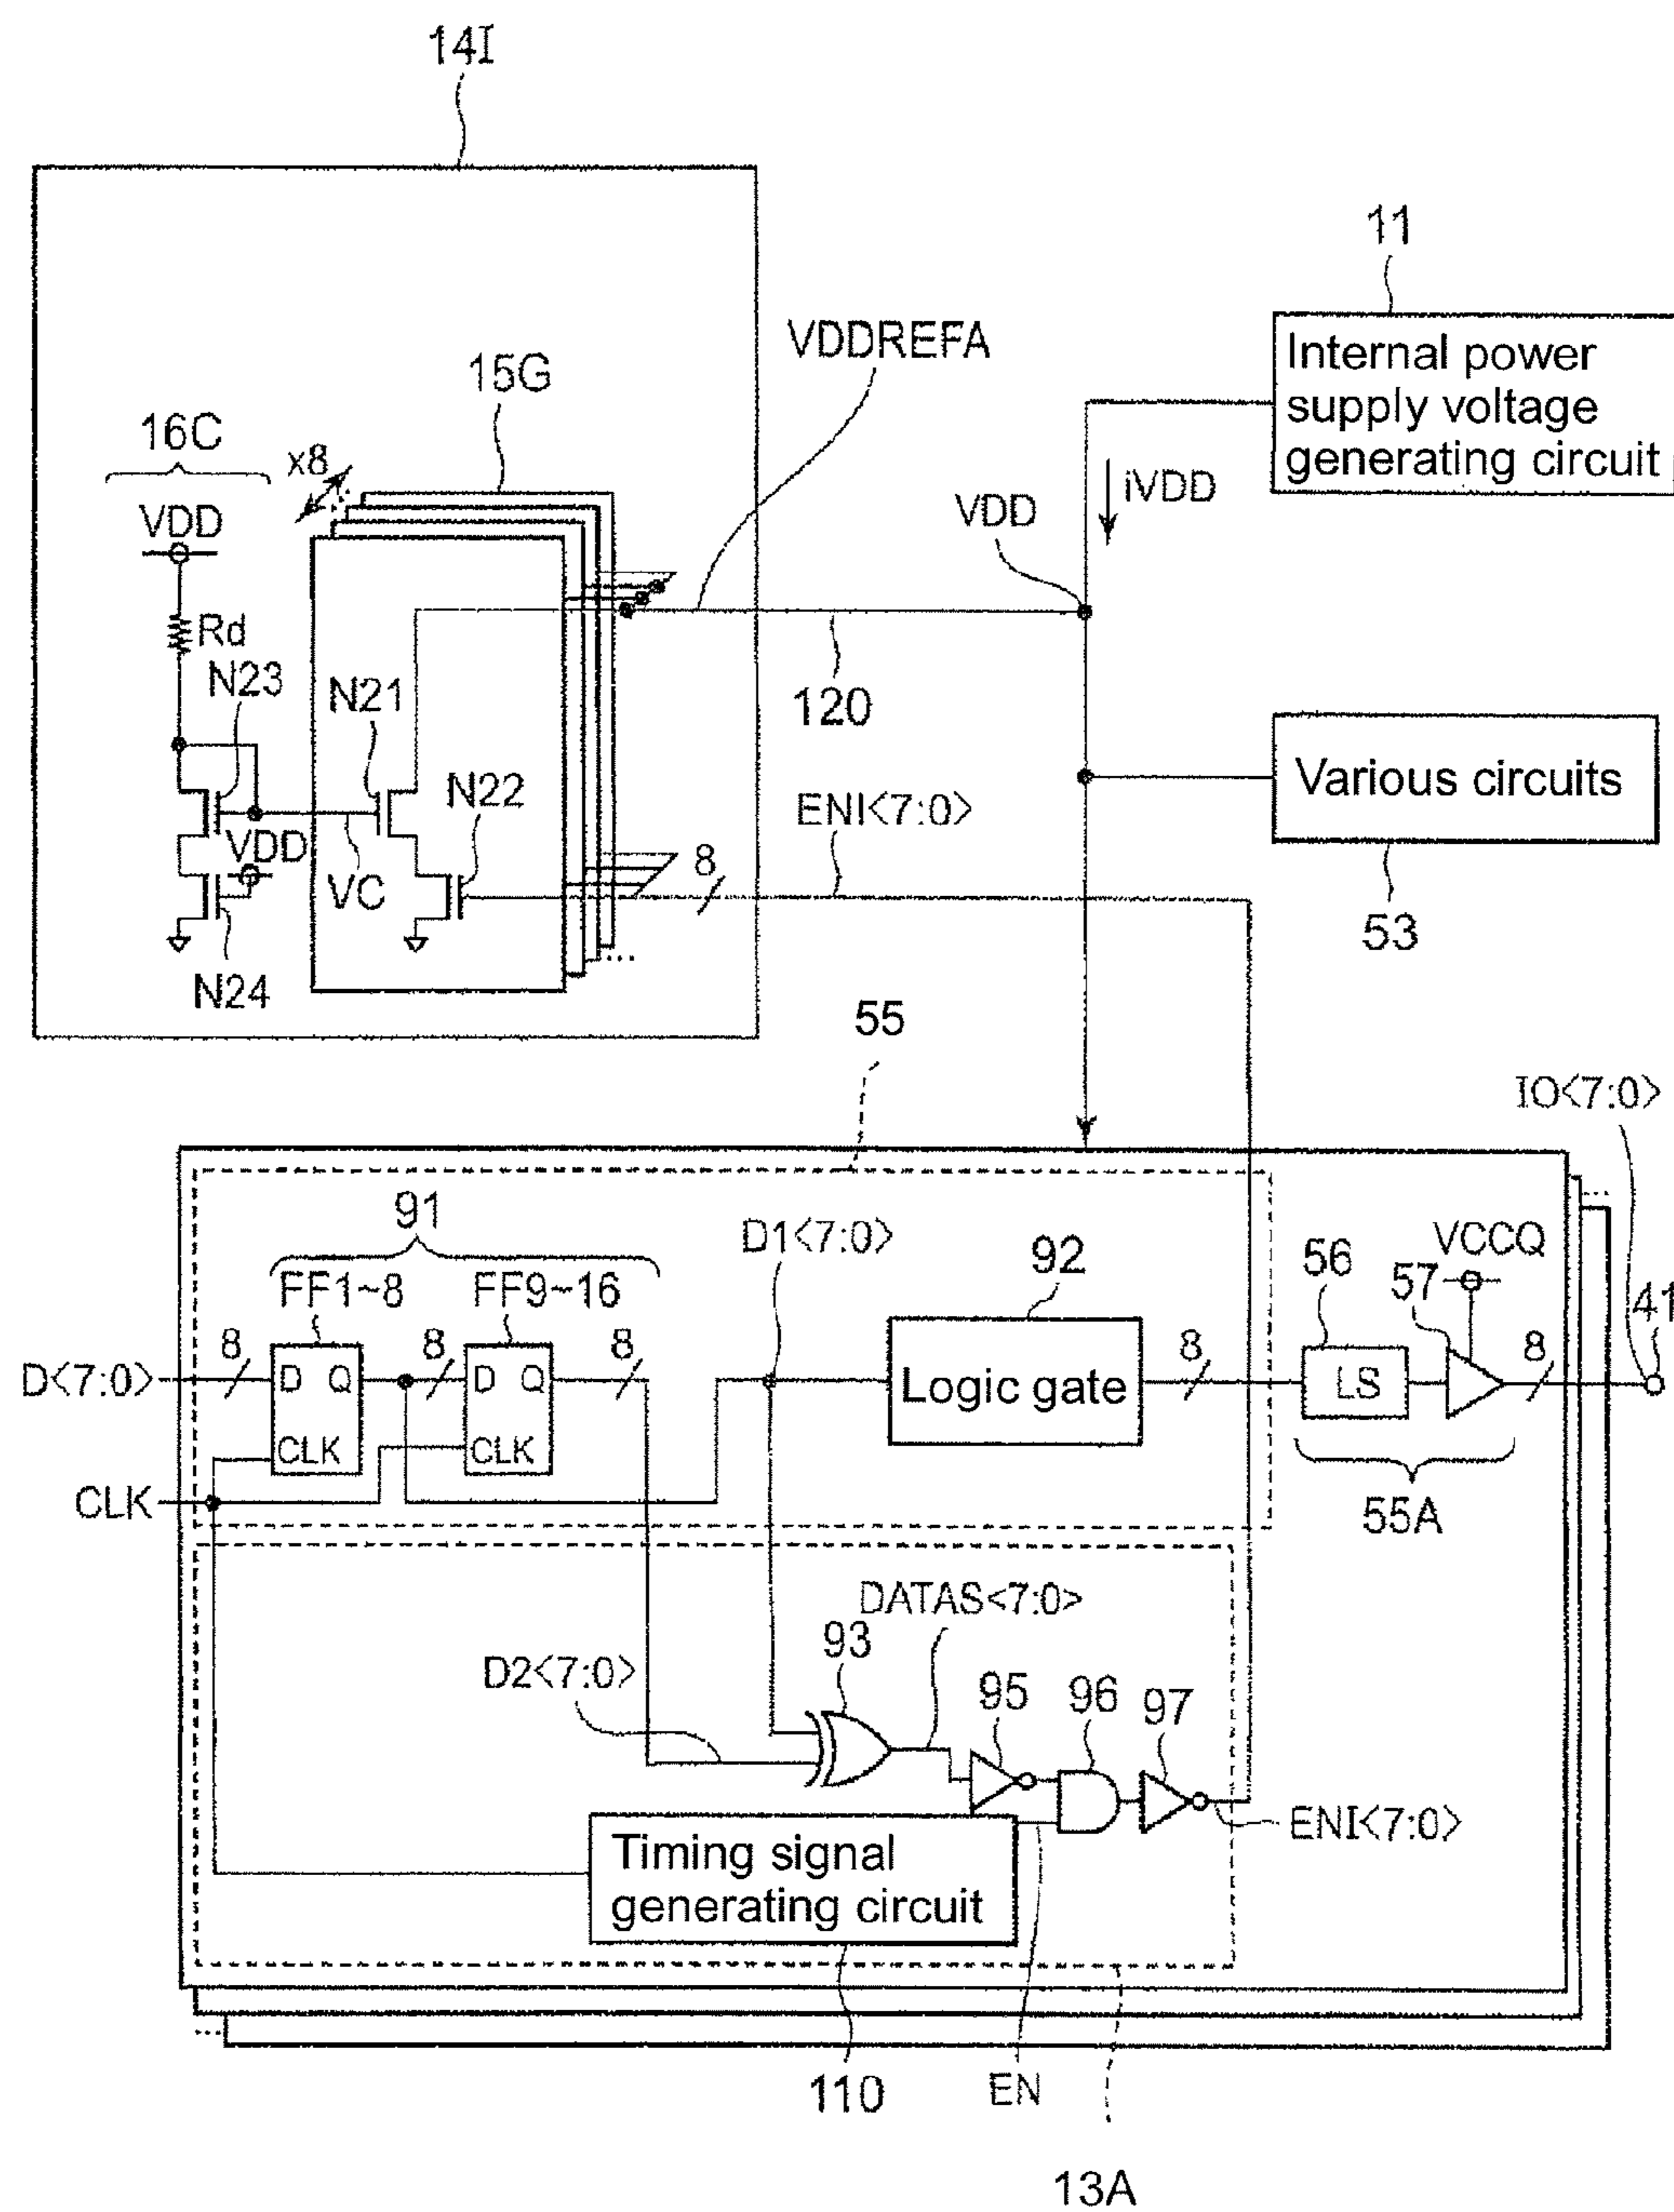 14I
11
Internal power
supply voltage
generating circuit
VDDREFA
15G
16C
x8
VDD
iVDD
VDD
Rd
N23
N21
120
N22
Various circuits
ENI<7:0>
VDD
8
VC
53
N24
55
IO<7:0>
91
D1<7:0>
92
VCCQ
FF1~8
FF9~16
56
57
41
8
8
8
8
8
D<7:0>
D Q
D Q
Logic gate
LS
CLK
CLK
CLK
55A
DATAS<7:0>
93
D2<7:0>
95
96
97
ENI<7:0>
Timing signal
generating circuit
110
EN
13A